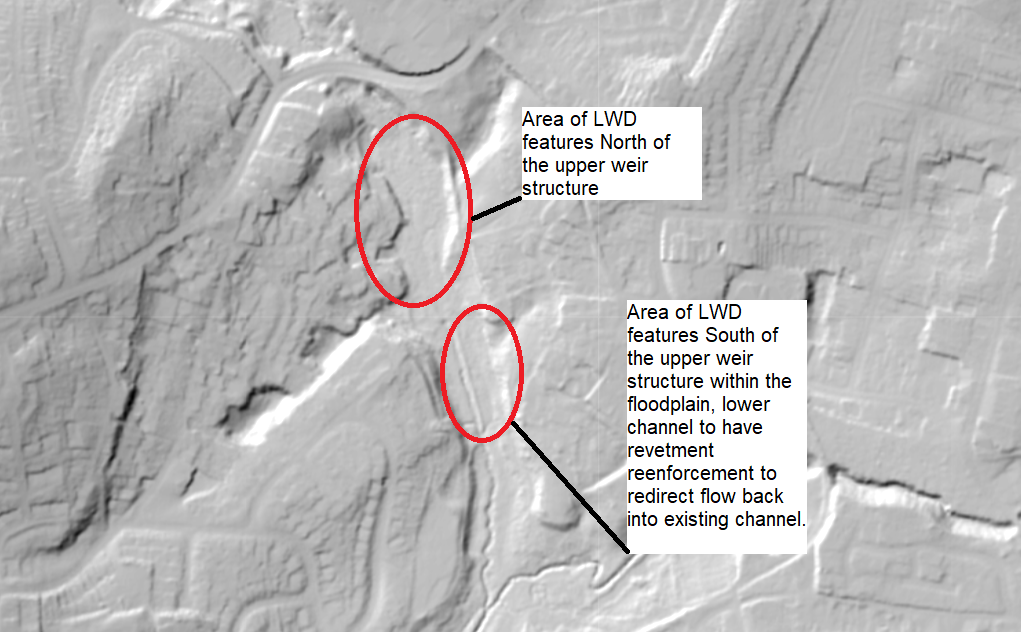 Area of LWD
features North of
the upper weir
structure
Area of LWD
features South of
the upper weir
structure within the
floodplain, lower
channel to have
revetment
reenforcement to
redirect flow back
into existing channel.